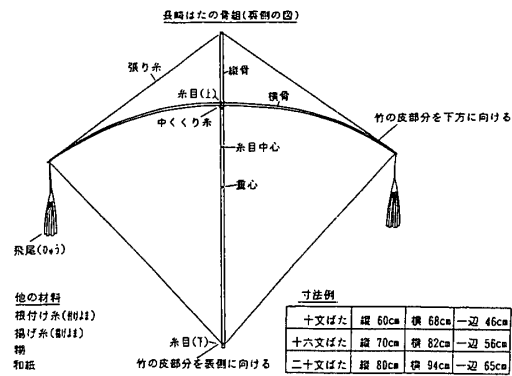 長崎はたの骨組(裏側の図)
張り糸
縦骨
糸目(上)
横骨
中くくり糸
竹の皮部分を下方に向ける
糸目中心
重心
飛尾(ひゅう)
他の材料
根付け糸
揚げ糸
糊
和紙
糸目(下)
竹の皮部分を表側に向ける
寸法例
十文ばた 縦 60cm 横 68cm 一辺 46cm
十六文ばた 縦 70cm 横 82cm 一辺 56cm
二十文ばた 縦 80cm 横 94cm 一辺 65cm